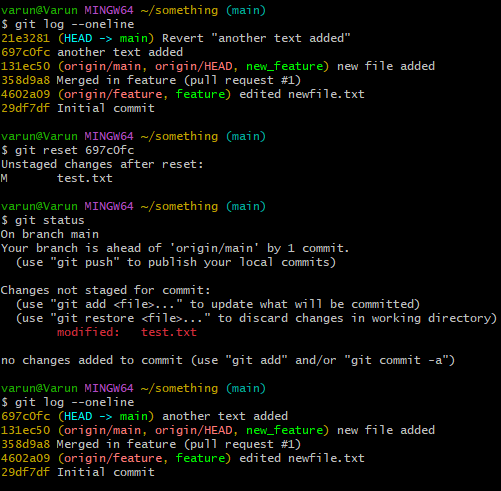 varun@Varun MINGW64 ~/something (main)
$ git log --oneline
21e3281 (HEAD -> main) Revert "another text added"
697c0fc another text added
131ec50 (origin/main, origin/HEAD, new_feature) new file added
358d9a8 Merged in feature (pull request #1)
4602a09 (origin/feature, feature) edited newfile.txt
29df7df Initial commit
varun@Varun MINGW64 ~/something (main)
$ git reset 697c0fc
Unstaged changes after reset:
M       test.txt
varun@Varun MINGW64 ~/something (main)
$ git status
On branch main
Your branch is ahead of 'origin/main' by 1 commit.
  (use "git push" to publish your local commits)
Changes not staged for commit:
  (use "git add <file>..." to update what will be committed)
  (use "git restore <file>..." to discard changes in working directory)
        modified:   test.txt
no changes added to commit (use "git add" and/or "git commit -a")
varun@Varun MINGW64 ~/something (main)
$ git log --oneline
697c0fc (HEAD -> main) another text added
131ec50 (origin/main, origin/HEAD, new_feature) new file added
358d9a8 Merged in feature (pull request #1)
4602a09 (origin/feature, feature) edited newfile.txt
29df7df Initial commit